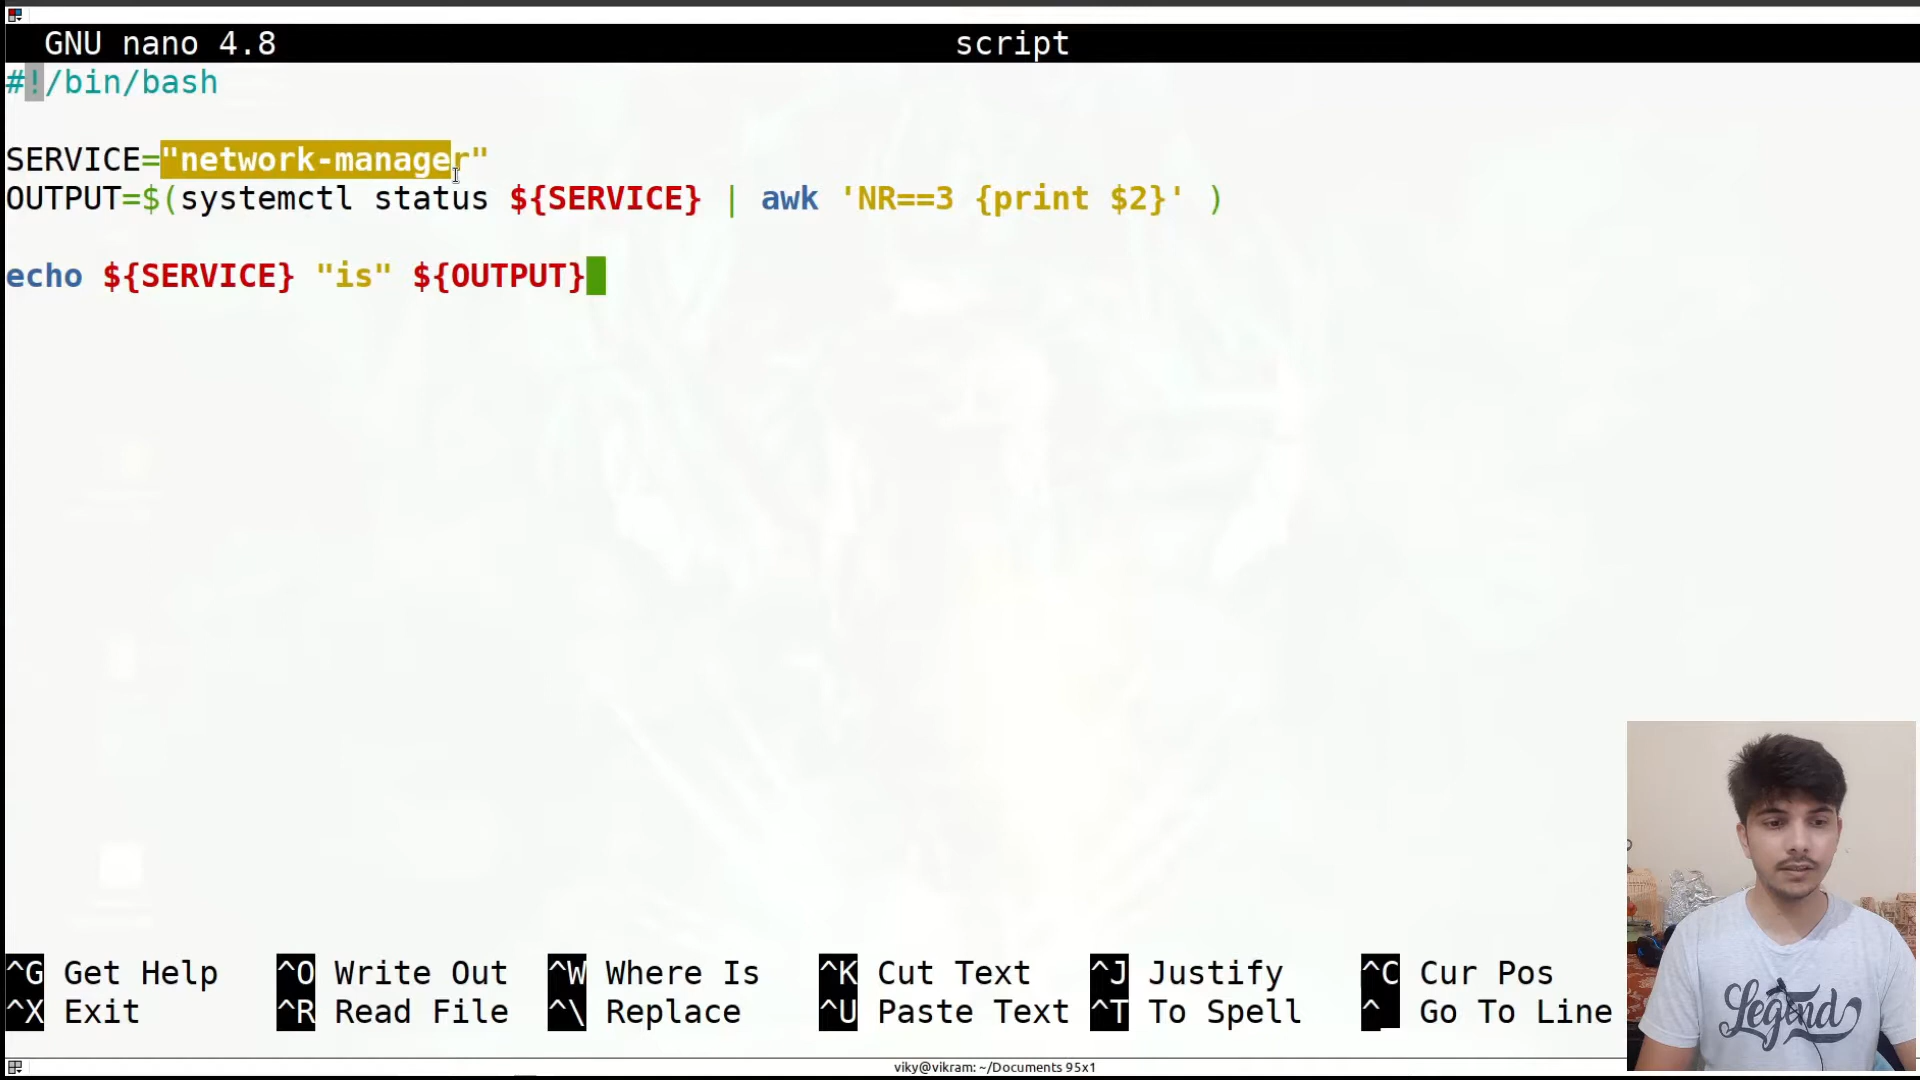 GNU nano 4.8 script
#!/bin/bash
SERVICE="network-manager"
OUTPUT=$(systemctl status ${SERVICE} | awk 'NR==3 {print $2}' )
echo ${SERVICE} "is" ${OUTPUT}
^G Get Help ^O Write Out ^W Where Is ^K Cut Text ^J Justify ^C Cur Pos
^X Exit ^R Read File ^\ Replace ^U Paste Text ^T To Spell ^_ Go To Line
Legend
viky@vikram: ~/Documents 95x1